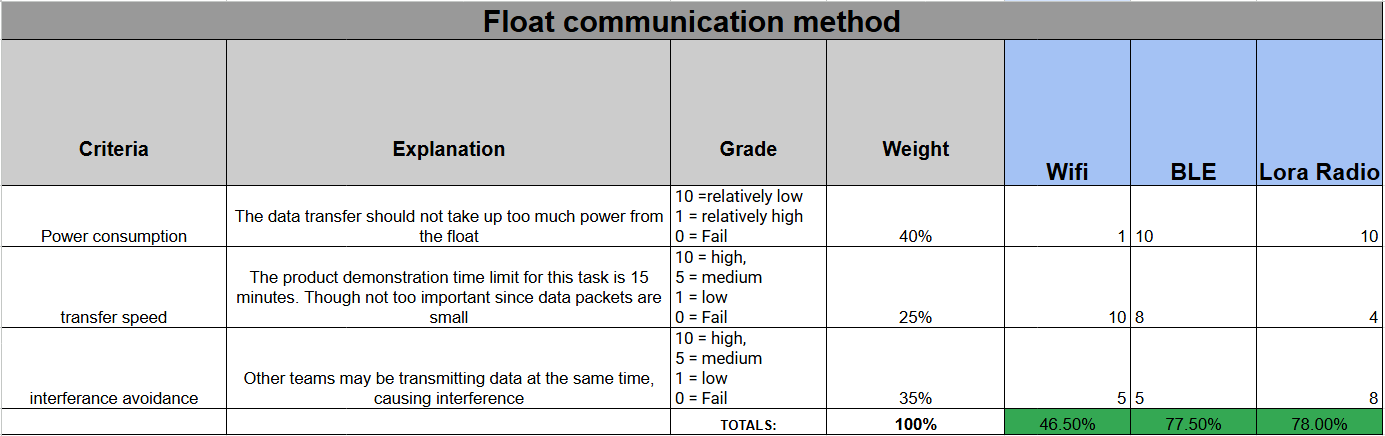 Float communication method
Criteria Explanation Grade Weight Wifi BLE Lora Radio
10 =relatively low
1 = relatively high
0 = Fail
The data transfer should not take up too much power from
the float
Power consumption 40% 1 10 10
10 = high,
5 = medium
1 = low
0 = Fail
The product demonstration time limit for this task is 15
minutes. Though not too important since data packets are
small
transfer speed 25% 10 8 4
10 = high,
5 = medium
1 = low
0 = Fail
Other teams may be transmitting data at the same time,
causing interference
interferance avoidance 35% 5 5 8
TOTALS: 100% 46.50% 77.50% 78.00%